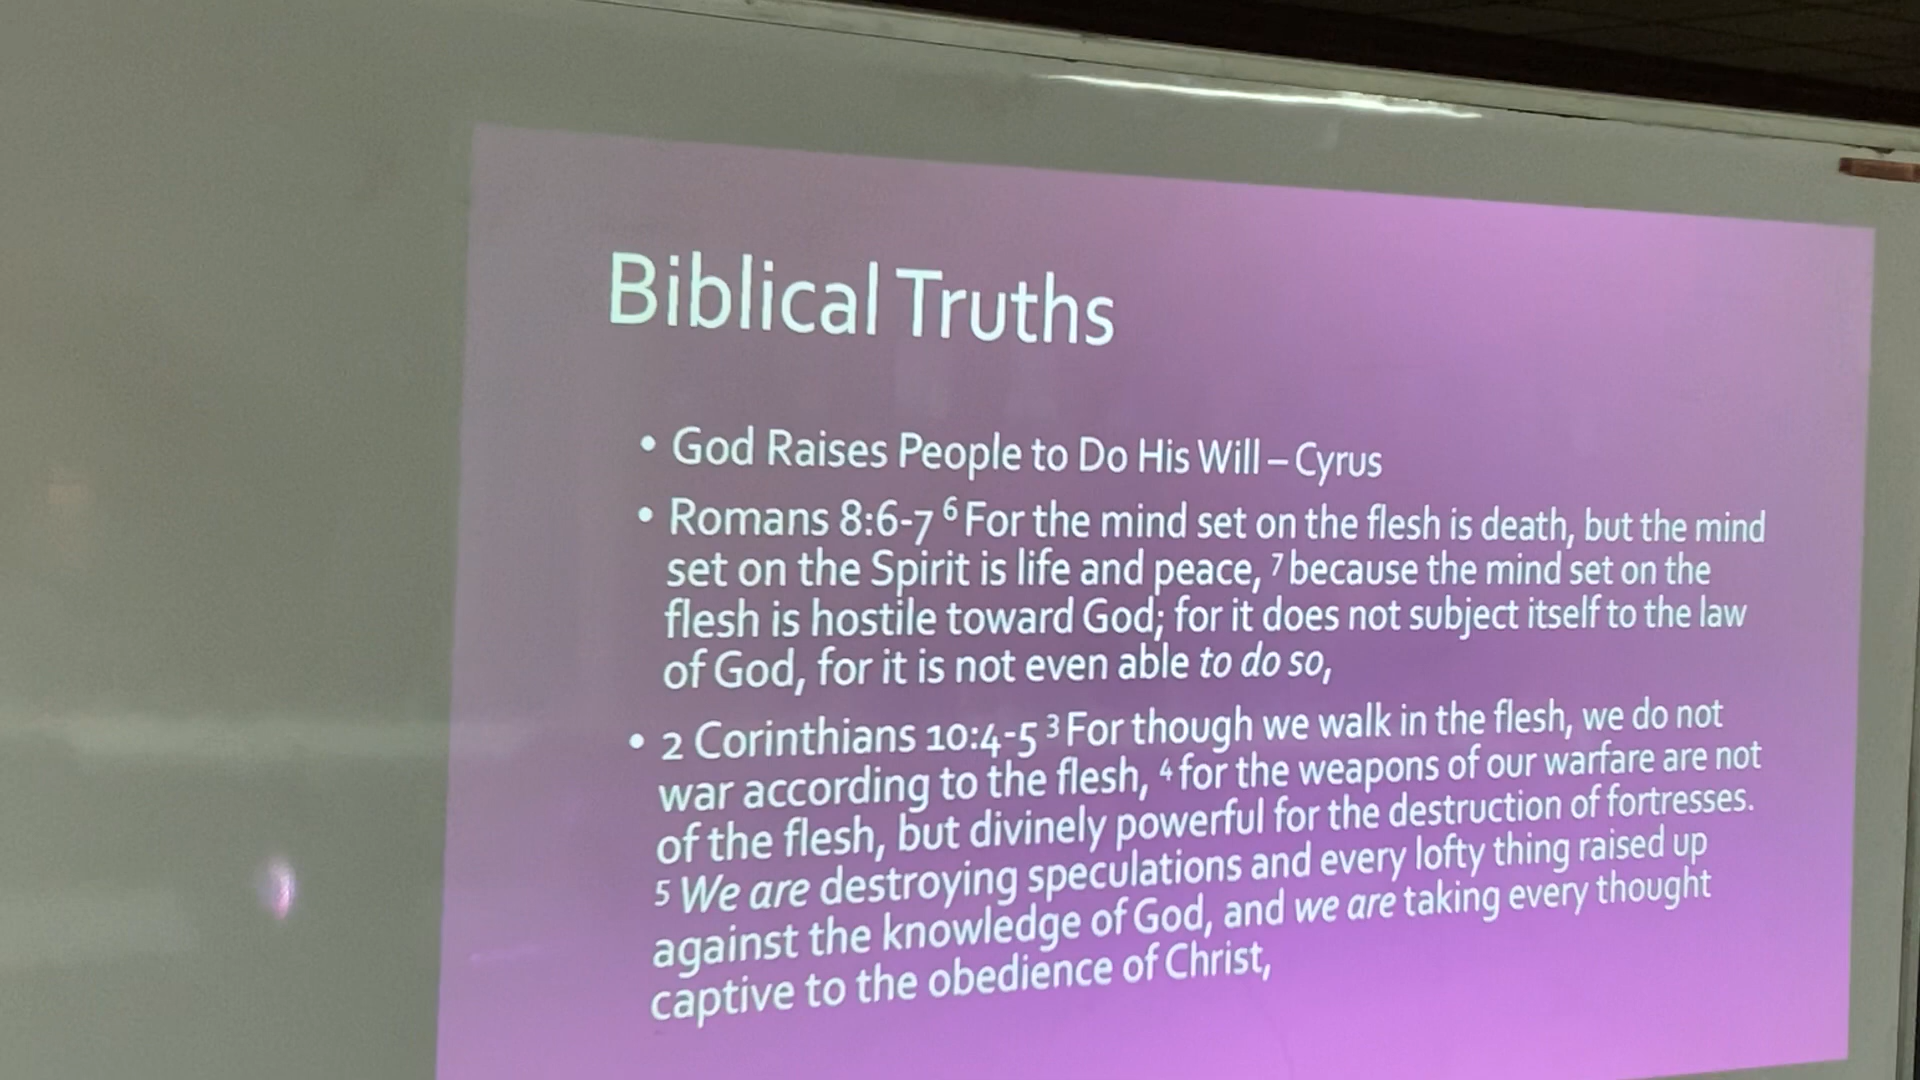 Biblical Truths
• God Raises People to Do His Will – Cyrus
• Romans 8:6-7 ⁶ For the mind set on the flesh is death, but the mind
set on the Spirit is life and peace, ⁷ because the mind set on the
flesh is hostile toward God; for it does not subject itself to the law
of God, for it is not even able to do so,
• 2 Corinthians 10:4-5 ³ For though we walk in the flesh, we do not
war according to the flesh, ⁴ for the weapons of our warfare are not
of the flesh, but divinely powerful for the destruction of fortresses.
⁵ We are destroying speculations and every lofty thing raised up
against the knowledge of God, and we are taking every thought
captive to the obedience of Christ,